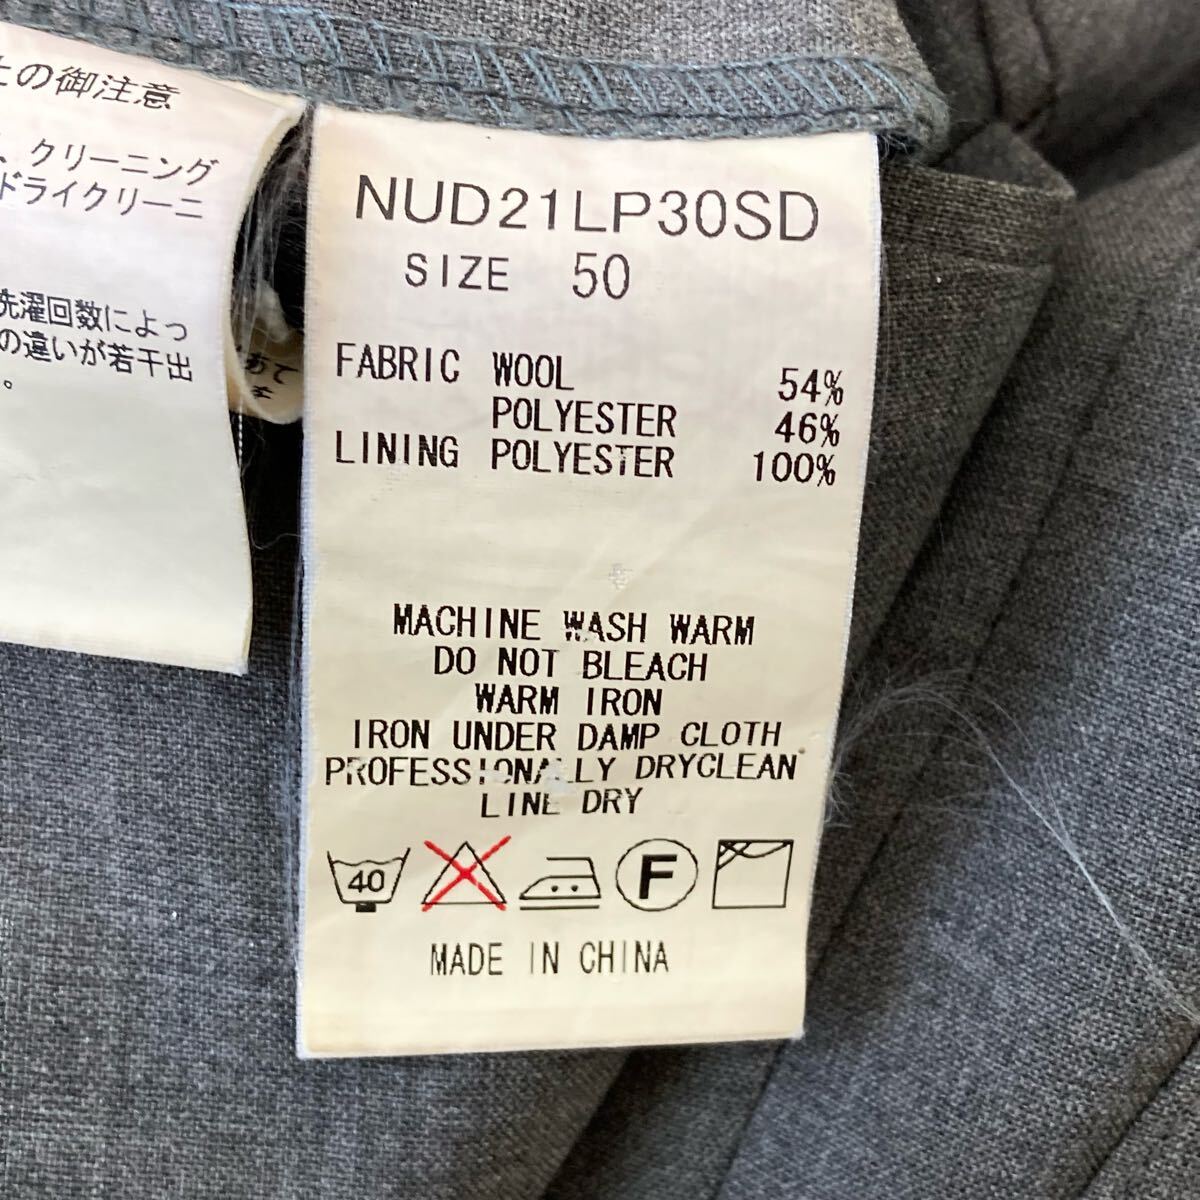 上の御注意
、クリーニング
ドライクリーニ
洗濯回数によっ
の違いが若干出
。
あて
NUD21LP30SD
SIZE 50
FABRIC WOOL 54%
POLYESTER 46%
LINING POLYESTER 100%
MACHINE WASH WARM
DO NOT BLEACH
WARM IRON
IRON UNDER DAMP CLOTH
PROFESSIONALLY DRYCLEAN
LINE DRY
40
F
MADE IN CHINA